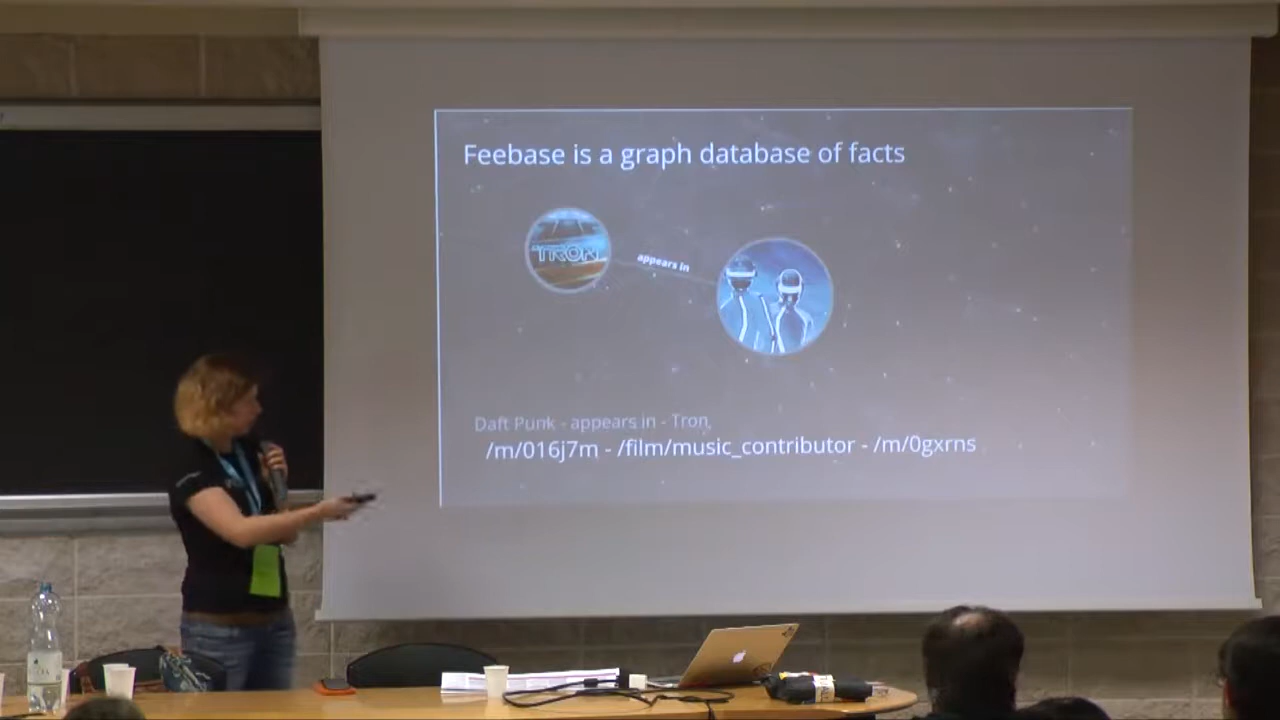 Feebase is a graph database of facts
TRON
appears in
Daft Punk - appears in - Tron,
/m/016j7m - /film/music_contributor - /m/0gxrns